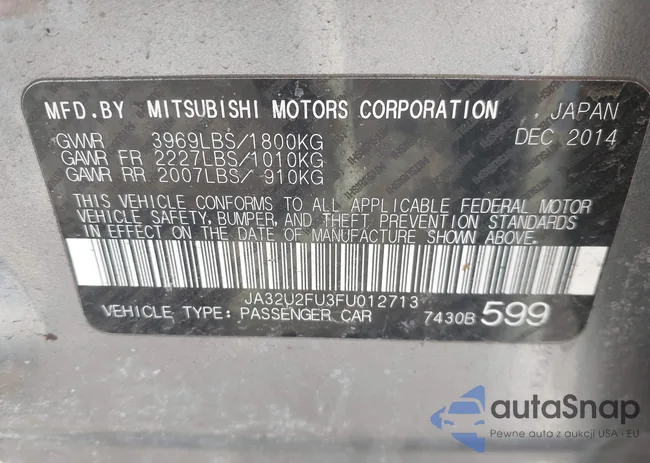 MFD.BY MITSUBISHI MOTORS CORPORATION , JAPAN
GVWR 3969LBS/1800KG DEC 2014
GAWR FR 2227LBS/1010KG
GAWR RR 2007LBS/ 910KG
THIS VEHICLE CONFORMS TO ALL APPLICABLE FEDERAL MOTOR
VEHICLE SAFETY, BUMPER, AND THEFT PREVENTION STANDARDS
IN EFFECT ON THE DATE OF MANUFACTURE SHOWN ABOVE.
JA32U2FU3FU012713
VEHICLE TYPE: PASSENGER CAR 7430B 599
autaSnap
Pewne auta z aukcji USA i EU